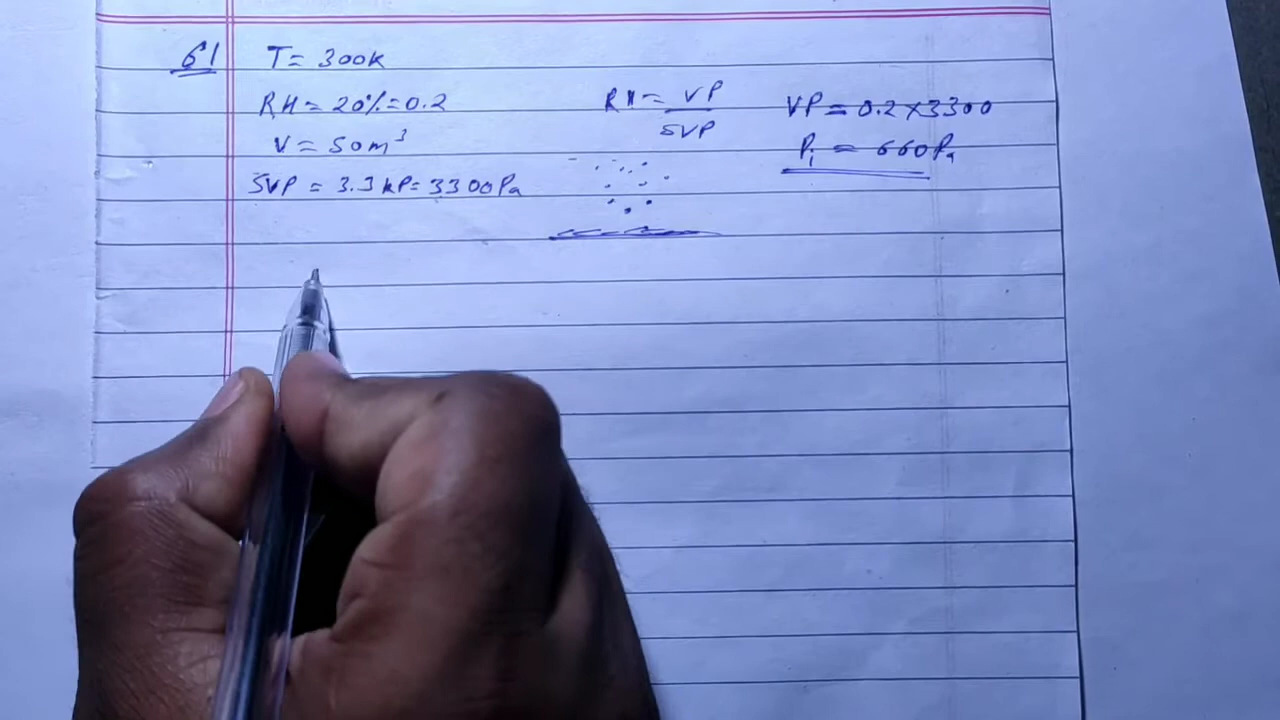 61 T = 300K
RH = 20% = 0.2
V = 50m³
SVP = 3.3 kP = 3300Pa
RH = VP
SVP
VP = 0.2×3300
P₁ = 660Pa